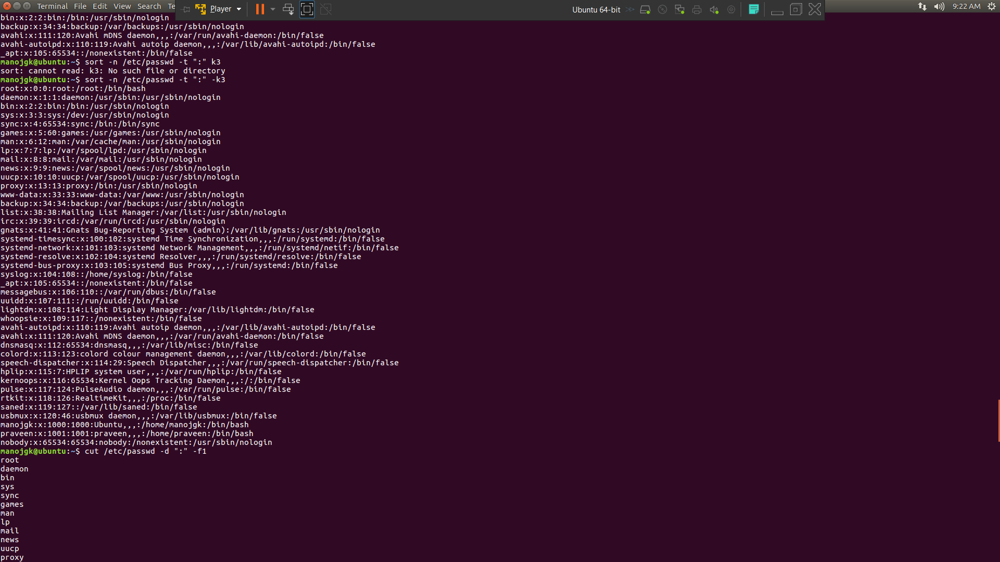 Terminal File Edit View Search Te
Player
Ubuntu 64-bit
9:22 AM
bin:x:2:2:bin:/bin:/usr/sbin/nologin
backup:x:34:34:backup:/var/backups:/usr/sbin/nologin
avahi:x:111:120:Avahi mDNS daemon,,,:/var/run/avahi-daemon:/bin/false
avahi-autoipd:x:110:119:Avahi autoip daemon,,,:/var/lib/avahi-autoipd:/bin/false
_apt:x:105:65534::/nonexistent:/bin/false
manojgk@ubuntu:~$ sort -n /etc/passwd -t ":" k3
sort: cannot read: k3: No such file or directory
manojgk@ubuntu:~$ sort -n /etc/passwd -t ":" -k3
root:x:0:0:root:/root:/bin/bash
daemon:x:1:1:daemon:/usr/sbin:/usr/sbin/nologin
bin:x:2:2:bin:/bin:/usr/sbin/nologin
sys:x:3:3:sys:/dev:/usr/sbin/nologin
sync:x:4:65534:sync:/bin:/bin/sync
games:x:5:60:games:/usr/games:/usr/sbin/nologin
man:x:6:12:man:/var/cache/man:/usr/sbin/nologin
lp:x:7:7:lp:/var/spool/lpd:/usr/sbin/nologin
mail:x:8:8:mail:/var/mail:/usr/sbin/nologin
news:x:9:9:news:/var/spool/news:/usr/sbin/nologin
uucp:x:10:10:uucp:/var/spool/uucp:/usr/sbin/nologin
proxy:x:13:13:proxy:/bin:/usr/sbin/nologin
www-data:x:33:33:www-data:/var/www:/usr/sbin/nologin
backup:x:34:34:backup:/var/backups:/usr/sbin/nologin
list:x:38:38:Mailing List Manager:/var/list:/usr/sbin/nologin
irc:x:39:39:ircd:/var/run/ircd:/usr/sbin/nologin
gnats:x:41:41:Gnats Bug-Reporting System (admin):/var/lib/gnats:/usr/sbin/nologin
systemd-timesync:x:100:102:systemd Time Synchronization,,,:/run/systemd:/bin/false
systemd-network:x:101:103:systemd Network Management,,,:/run/systemd/netif:/bin/false
systemd-resolve:x:102:104:systemd Resolver,,,:/run/systemd/resolve:/bin/false
systemd-bus-proxy:x:103:105:systemd Bus Proxy,,,:/run/systemd:/bin/false
syslog:x:104:108::/home/syslog:/bin/false
_apt:x:105:65534::/nonexistent:/bin/false
messagebus:x:106:110::/var/run/dbus:/bin/false
uuidd:x:107:111::/run/uuidd:/bin/false
lightdm:x:108:114:Light Display Manager:/var/lib/lightdm:/bin/false
whoopsie:x:109:117::/nonexistent:/bin/false
avahi-autoipd:x:110:119:Avahi autoip daemon,,,:/var/lib/avahi-autoipd:/bin/false
avahi:x:111:120:Avahi mDNS daemon,,,:/var/run/avahi-daemon:/bin/false
dnsmasq:x:112:65534:dnsmasq,,,:/var/lib/misc:/bin/false
colord:x:113:123:colord colour management daemon,,,:/var/lib/colord:/bin/false
speech-dispatcher:x:114:29:Speech Dispatcher,,,:/var/run/speech-dispatcher:/bin/false
hplip:x:115:7:HPLIP system user,,,:/var/run/hplip:/bin/false
kernoops:x:116:65534:Kernel Oops Tracking Daemon,,,:/:/bin/false
pulse:x:117:124:PulseAudio daemon,,,:/var/run/pulse:/bin/false
rtkit:x:118:126:RealtimeKit,,,:/proc:/bin/false
saned:x:119:127::/var/lib/saned:/bin/false
usbmux:x:120:46:usbmux daemon,,,:/var/lib/usbmux:/bin/false
manojgk:x:1000:1000:Ubuntu,,,:/home/manojgk:/bin/bash
praveen:x:1001:1001:praveen,,,:/home/praveen:/bin/bash
nobody:x:65534:65534:nobody:/nonexistent:/usr/sbin/nologin
manojgk@ubuntu:~$ cut /etc/passwd -d ":" -f1
root
daemon
bin
sys
sync
games
man
lp
mail
news
uucp
proxy